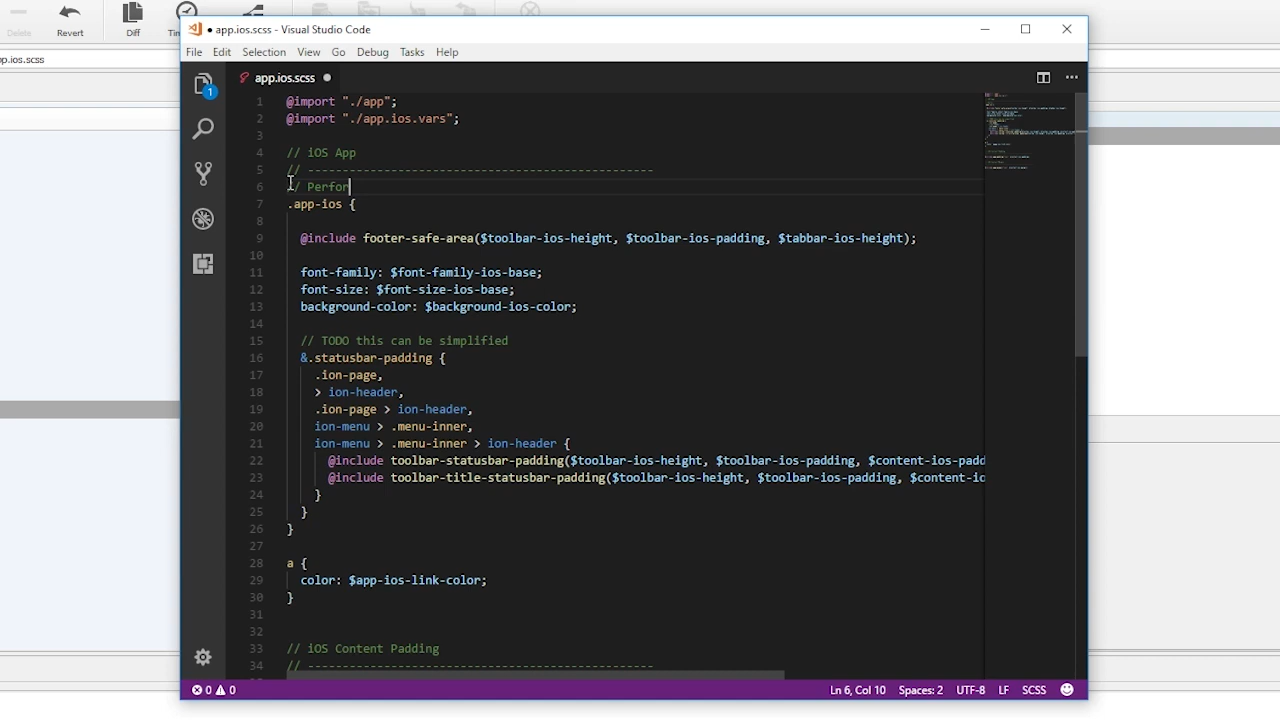 Delete
Revert
Diff
p.ios.scss
● app.ios.scss - Visual Studio Code
File Edit Selection View Go Debug Tasks Help
1
app.ios.scss
1 @import "./app";
2 @import "./app.ios.vars";
3
4 // iOS App
5 // --------------------------------------------------
6 // Perfor
7 .app-ios {
8
9 @include footer-safe-area($toolbar-ios-height, $toolbar-ios-padding, $tabbar-ios-height);
10
11 font-family: $font-family-ios-base;
12 font-size: $font-size-ios-base;
13 background-color: $background-ios-color;
14
15 // TODO this can be simplified
16 &.statusbar-padding {
17 .ion-page,
18 > ion-header,
19 .ion-page > ion-header,
20 ion-menu > .menu-inner,
21 ion-menu > .menu-inner > ion-header {
22 @include toolbar-statusbar-padding($toolbar-ios-height, $toolbar-ios-padding, $content-ios-padd
23 @include toolbar-title-statusbar-padding($toolbar-ios-height, $toolbar-ios-padding, $content-io
24 }
25 }
26 }
27
28 a {
29 color: $app-ios-link-color;
30 }
31
32
33 // iOS Content Padding
34 // --------------------------------------------------
0 0 Ln 6, Col 10 Spaces: 2 UTF-8 LF SCSS